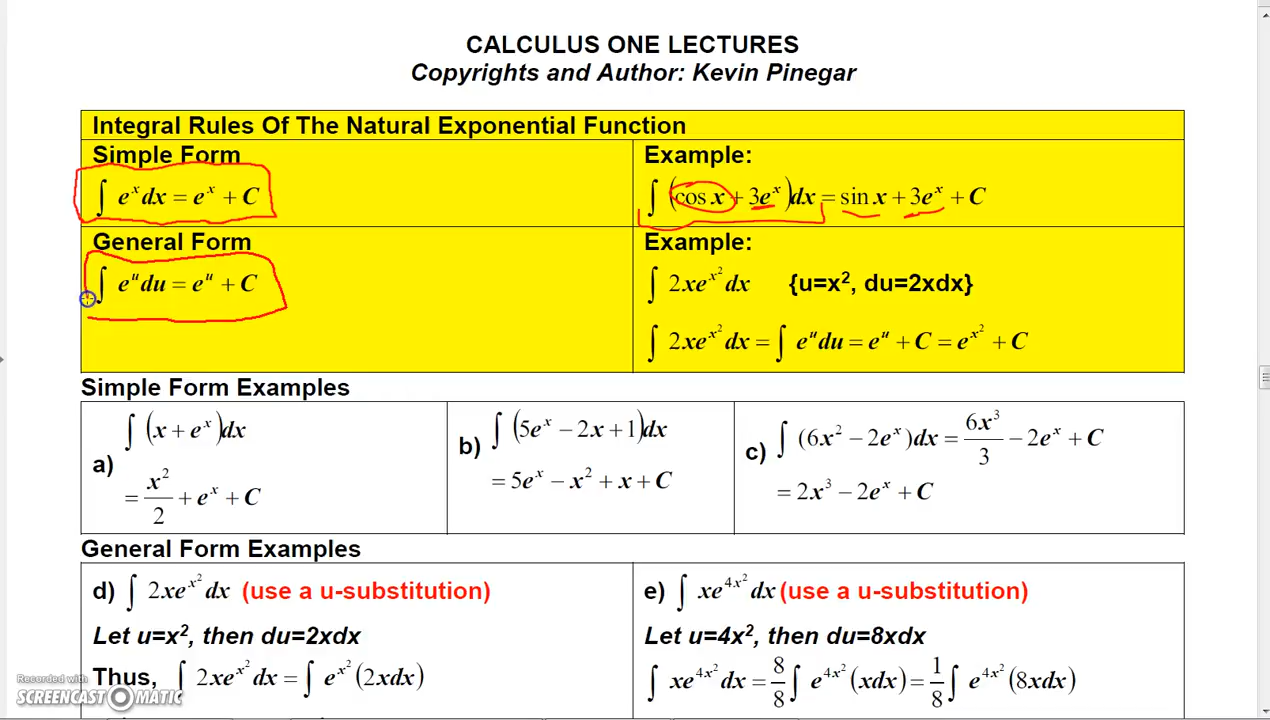 CALCULUS ONE LECTURES
Copyrights and Author: Kevin Pinegar
Integral Rules Of The Natural Exponential Function
Simple Form
∫ eˣdx = eˣ + C
Example:
∫ (cos x + 3eˣ)dx = sin x + 3eˣ + C
General Form
∫ eᵘdu = eᵘ + C
Example:
∫ 2xe^{x²}dx {u=x², du=2xdx}
∫ 2xe^{x²}dx = ∫ eᵘdu = eᵘ + C = e^{x²} + C
Simple Form Examples
a) ∫ (x + eˣ)dx
= x²/2 + eˣ + C
b) ∫ (5eˣ − 2x + 1)dx
= 5eˣ − x² + x + C
c) ∫ (6x² − 2eˣ)dx = 6x³/3 − 2eˣ + C
= 2x³ − 2eˣ + C
General Form Examples
d) ∫ 2xe^{x²}dx (use a u-substitution)
Let u=x², then du=2xdx
Thus, ∫ 2xe^{x²}dx = ∫ e^{x²}(2xdx)
e) ∫ xe^{4x²}dx (use a u-substitution)
Let u=4x², then du=8xdx
∫ xe^{4x²}dx = 8/8 ∫ e^{4x²}(xdx) = 1/8 ∫ e^{4x²}(8xdx)
Recorded with
SCREENCAST MATIC